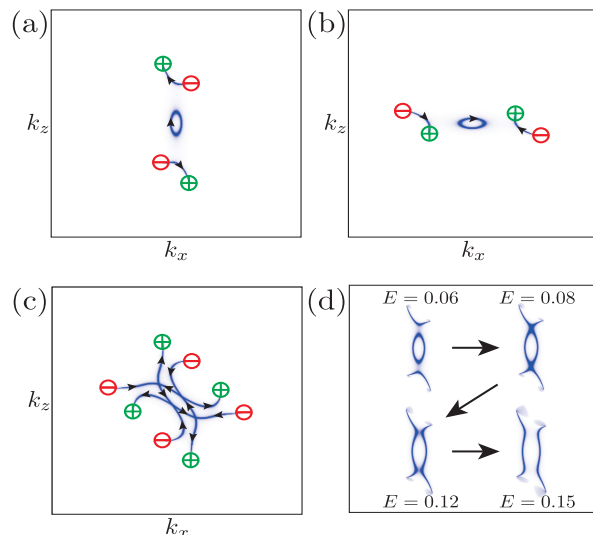 (a)
k_z
k_x
(b)
k_z
k_x
(c)
k_z
k_x
(d)
E = 0.06
E = 0.08
E = 0.12
E = 0.15